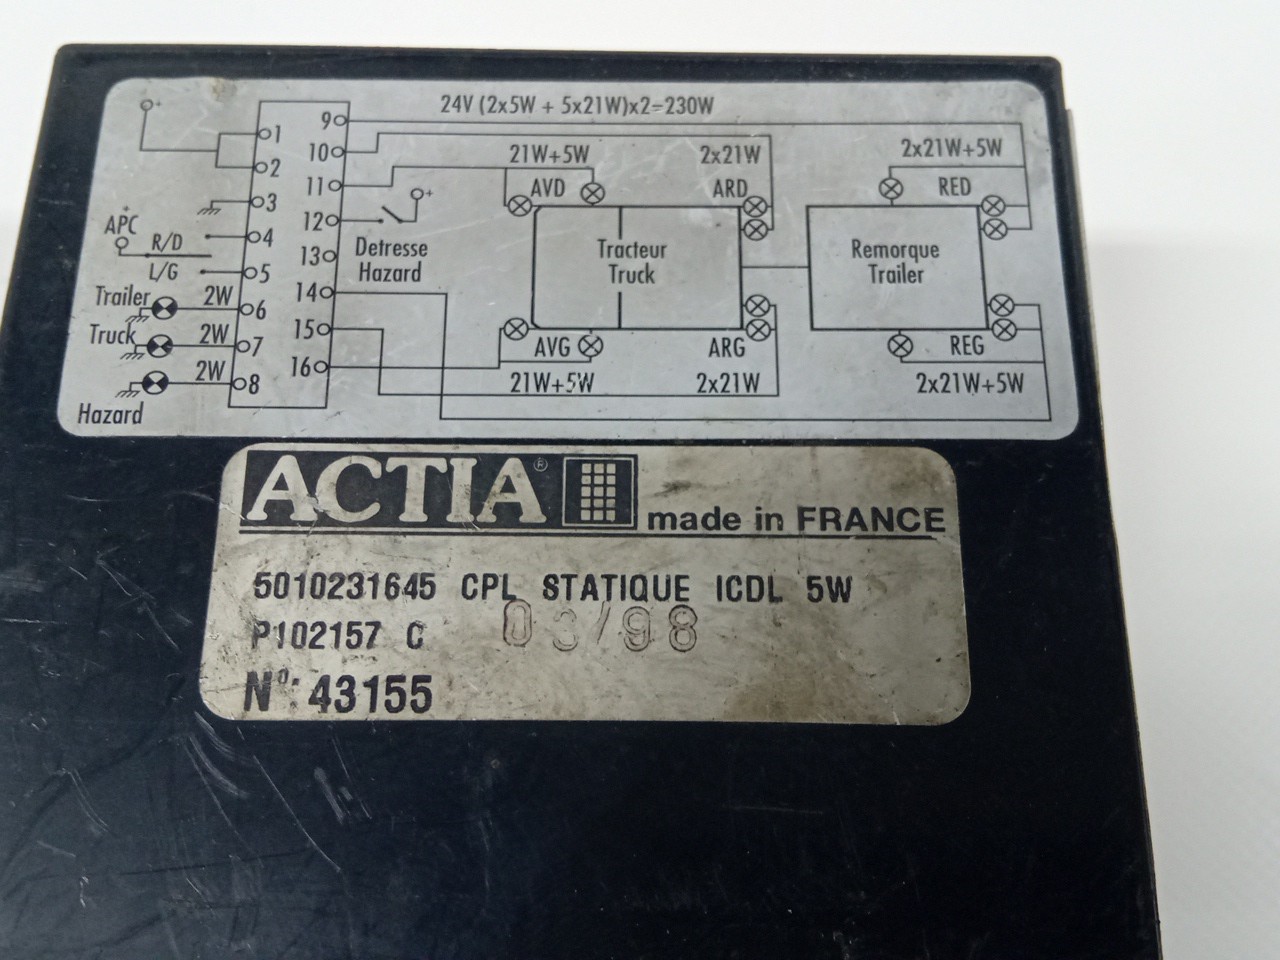 24V (2x5W + 5x21W)x2=230W
+
1
2
3
4
5
6
7
8
9
10
11
12
13
14
15
16
+
APC
R/D
L/G
Trailer 2W
Truck 2W
2W
Hazard
+
Detresse
Hazard
21W+5W 2x21W 2x21W+5W
AVD ARD RED
Tracteur
Truck
Remorque
Trailer
AVG ARG REG
21W+5W 2x21W 2x21W+5W
ACTIA® made in FRANCE
5010231645 CPL STATIQUE ICDL 5W
P102157 C 03/98
N°. 43155